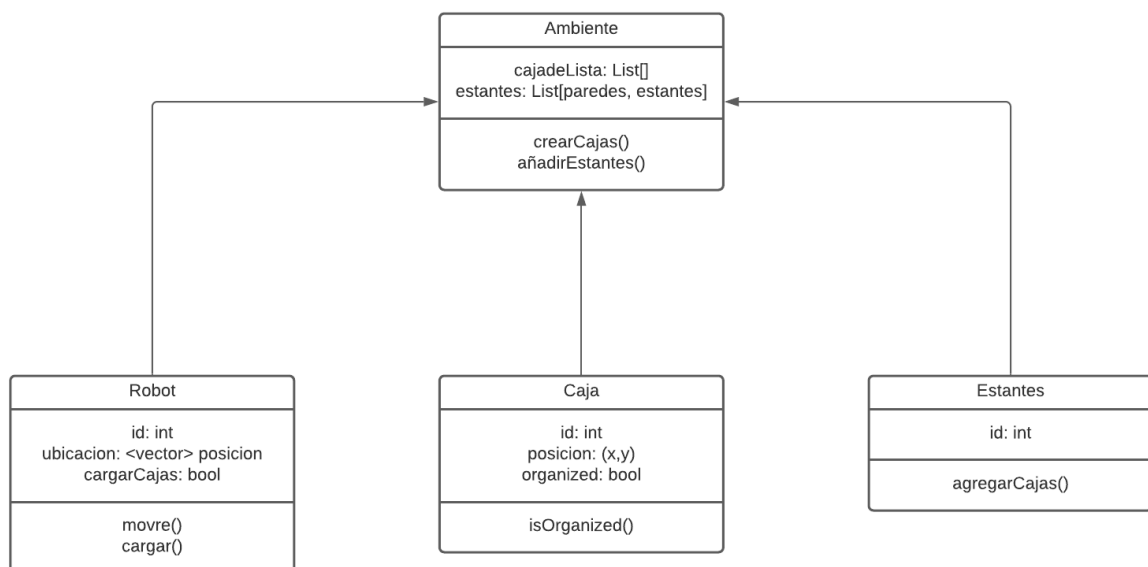 Ambiente
cajadeLista: List[]
estantes: List[paredes, estantes]
crearCajas()
añadirEstantes()
Robot
id: int
ubicacion: <vector> posicion
cargarCajas: bool
movre()
cargar()
Caja
id: int
posicion: (x,y)
organized: bool
isOrganized()
Estantes
id: int
agregarCajas()